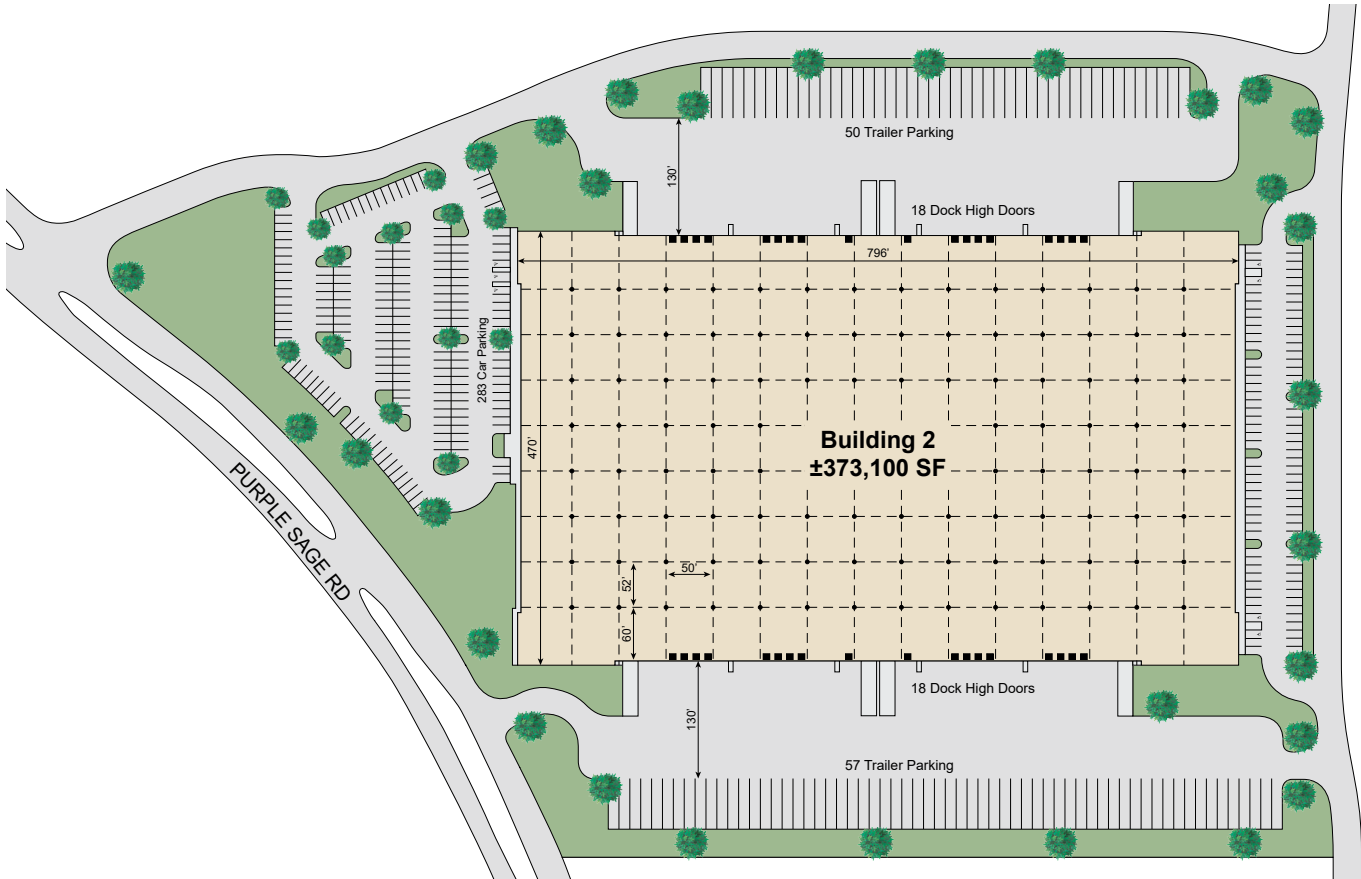 50 Trailer Parking
130'
18 Dock High Doors
796'
283 Car Parking
470'
Building 2
±373,100 SF
PURPLE SAGE RD
50'
52'
60'
18 Dock High Doors
130'
57 Trailer Parking